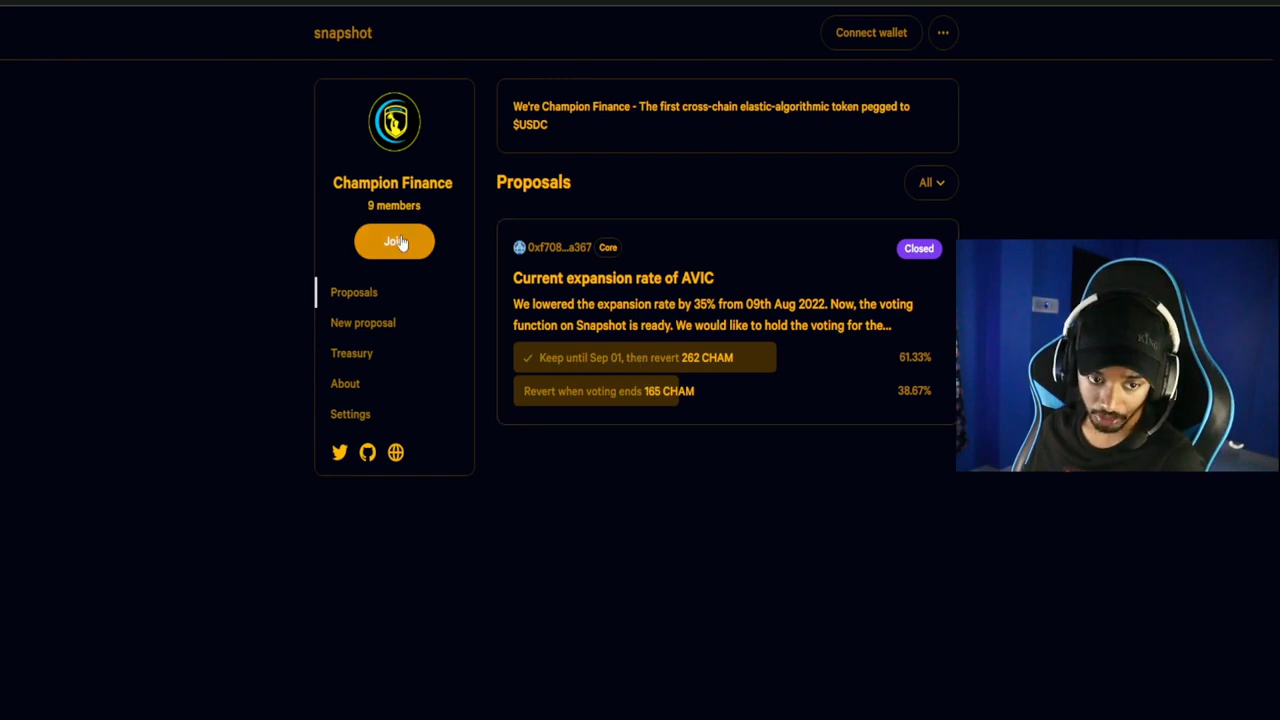 snapshot
Connect wallet
Champion Finance
9 members
Join
Proposals
New proposal
Treasury
About
Settings
We're Champion Finance - The first cross-chain elastic-algorithmic token pegged to
$USDC
Proposals
All
0xf708...a367 Core
Closed
Current expansion rate of AVIC
We lowered the expansion rate by 35% from 09th Aug 2022. Now, the voting
function on Snapshot is ready. We would like to hold the voting for the...
Keep until Sep 01, then revert 262 CHAM 61.33%
Revert when voting ends 165 CHAM 38.67%
KING